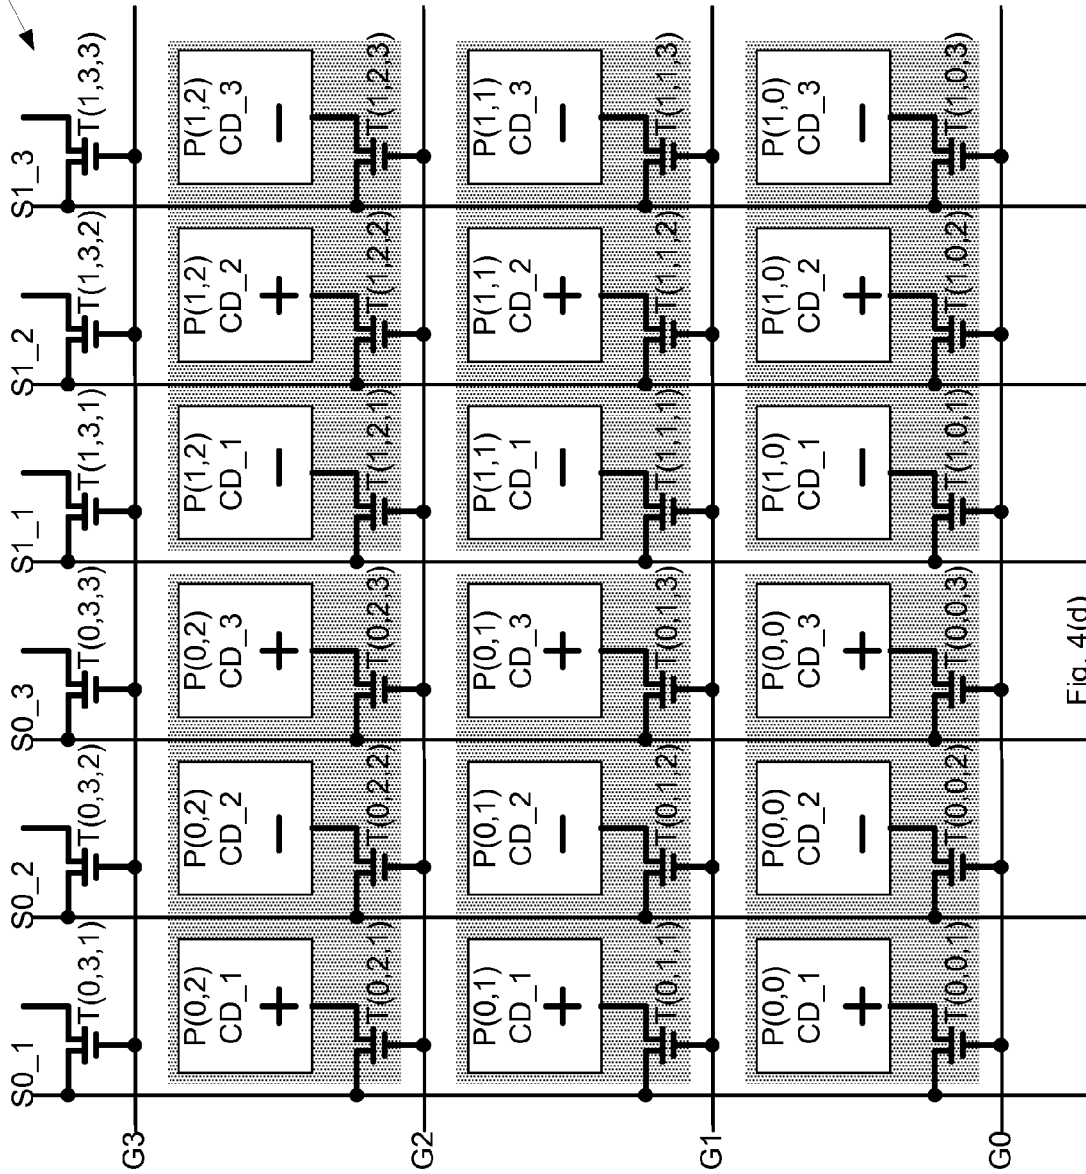 S0_1 S0_2 S0_3 S1_1 S1_2 S1_3
T(0,3,1) T(0,3,2) T(0,3,3) T(1,3,1) T(1,3,2) T(1,3,3)
G3
P(0,2) P(0,2) P(0,2) P(1,2) P(1,2) P(1,2)
CD_1 CD_2 CD_3 CD_1 CD_2 CD_3
+ − + − + −
T(0,2,1) T(0,2,2) T(0,2,3) T(1,2,1) T(1,2,2) T(1,2,3)
G2
P(0,1) P(0,1) P(0,1) P(1,1) P(1,1) P(1,1)
CD_1 CD_2 CD_3 CD_1 CD_2 CD_3
+ − + − + −
T(0,1,1) T(0,1,2) T(0,1,3) T(1,1,1) T(1,1,2) T(1,1,3)
G1
P(0,0) P(0,0) P(0,0) P(1,0) P(1,0) P(1,0)
CD_1 CD_2 CD_3 CD_1 CD_2 CD_3
+ − + − + −
T(0,0,1) T(0,0,2) T(0,0,3) T(1,0,1) T(1,0,2) T(1,0,3)
G0
Fig. 4(d)